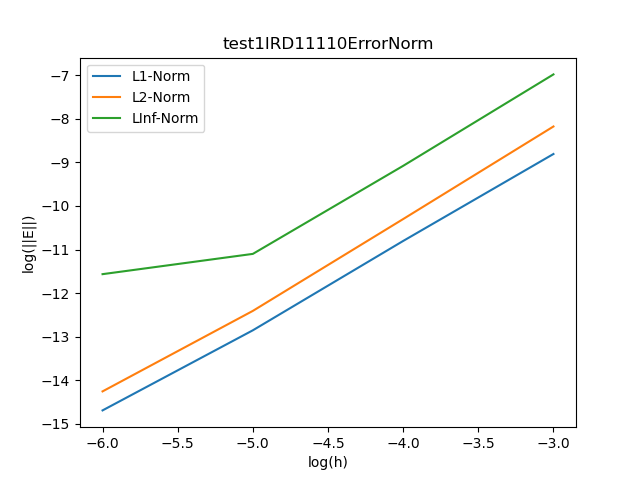 test1IRD11110ErrorNorm
L1-Norm
L2-Norm
LInf-Norm
−7
−8
−9
−10
−11
−12
−13
−14
−15
log(||E||)
−6.0 −5.5 −5.0 −4.5 −4.0 −3.5 −3.0
log(h)